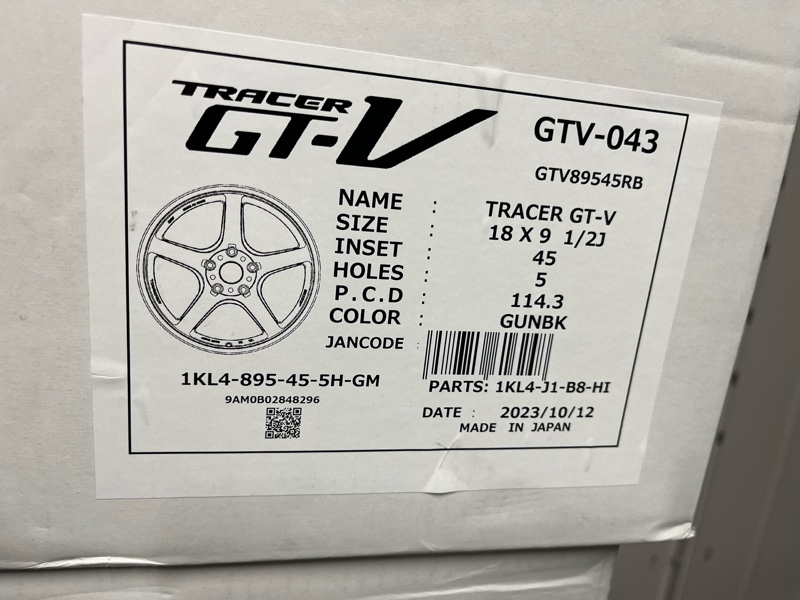 TRACER
GT-V
GTV-043
GTV89545RB
NAME : TRACER GT-V
SIZE : 18 X 9 1/2J
INSET : 45
HOLES : 5
P.C.D : 114.3
COLOR : GUNBK
JANCODE :
1KL4-895-45-5H-GM
PARTS: 1KL4-J1-B8-HI
9AM0B02848296
DATE : 2023/10/12
MADE IN JAPAN